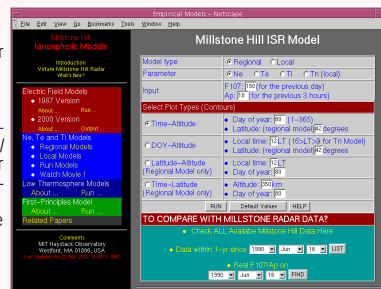 Empirical Models – Netscape
File Edit View Go Bookmarks Tools Window Help
Millstone Hill
Ionospheric Models
Introduction
Virture Millstone Hill Radar
What's New?
Electric Field Models
1987 Version
About ... Run ...
2000 Version
About ... Output ...
Ne, Te and Ti Models
Regional Models
Local Models
Run Models
Watch Movie !
Low Thermosphere Models
About ... Run ...
First-Principles Model
About ... Run ...
Related Papers
Comments
MIT Haystack Observatory
Westford, MA 01886, USA
Millstone Hill ISR Model
Model type Regional Local
Parameter Ne Te Ti Tn (local)
Input F107: 150 (for the previous day)
Ap: 10 (for the previous 3 hours)
Select Plot Types (Contours)
Time-Altitude Day of year: 80 (1-365)
Latitude: (regional model) 42 degrees
DOY-Altitude Local time: 12 LT (16>LT>9 for Tn Model)
Latitude: (regional model) 42 degrees
Latitude-Altitude Local time: 12 LT
(Regional Model only) Day of year: 80
Time-Latitude Altitude: 350 km
(Regional Model only) Day of year: 80
RUN Default Values HELP
TO COMPARE WITH MILLSTONE RADAR DATA?
Check ALL Availabe Millstone Hill Data Here
Data within 1-yr since 1990 Jun 16 LIST
Real F107/Ap on
1990 Jun 16 FIND